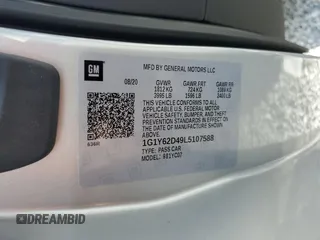 GM
MFD BY GENERAL MOTORS LLC
08/20 GVWR GAWR FRT GAWR RR
1812 KG 724 KG 1088 KG
3995 LB 1596 LB 2400 LB
THIS VEHICLE CONFORMS TO ALL APPLICABLE
U.S. FEDERAL MOTOR VEHICLE
SAFETY, BUMPER, AND THEFT
PREVENTION STANDARDS IN EFFECT ON
THE DATE OF MANUFACTURE SHOWN
ABOVE.
1G1Y62D49L5107588
TYPE: PASS CAR
MODEL: 9X1YC07
DREAMBID